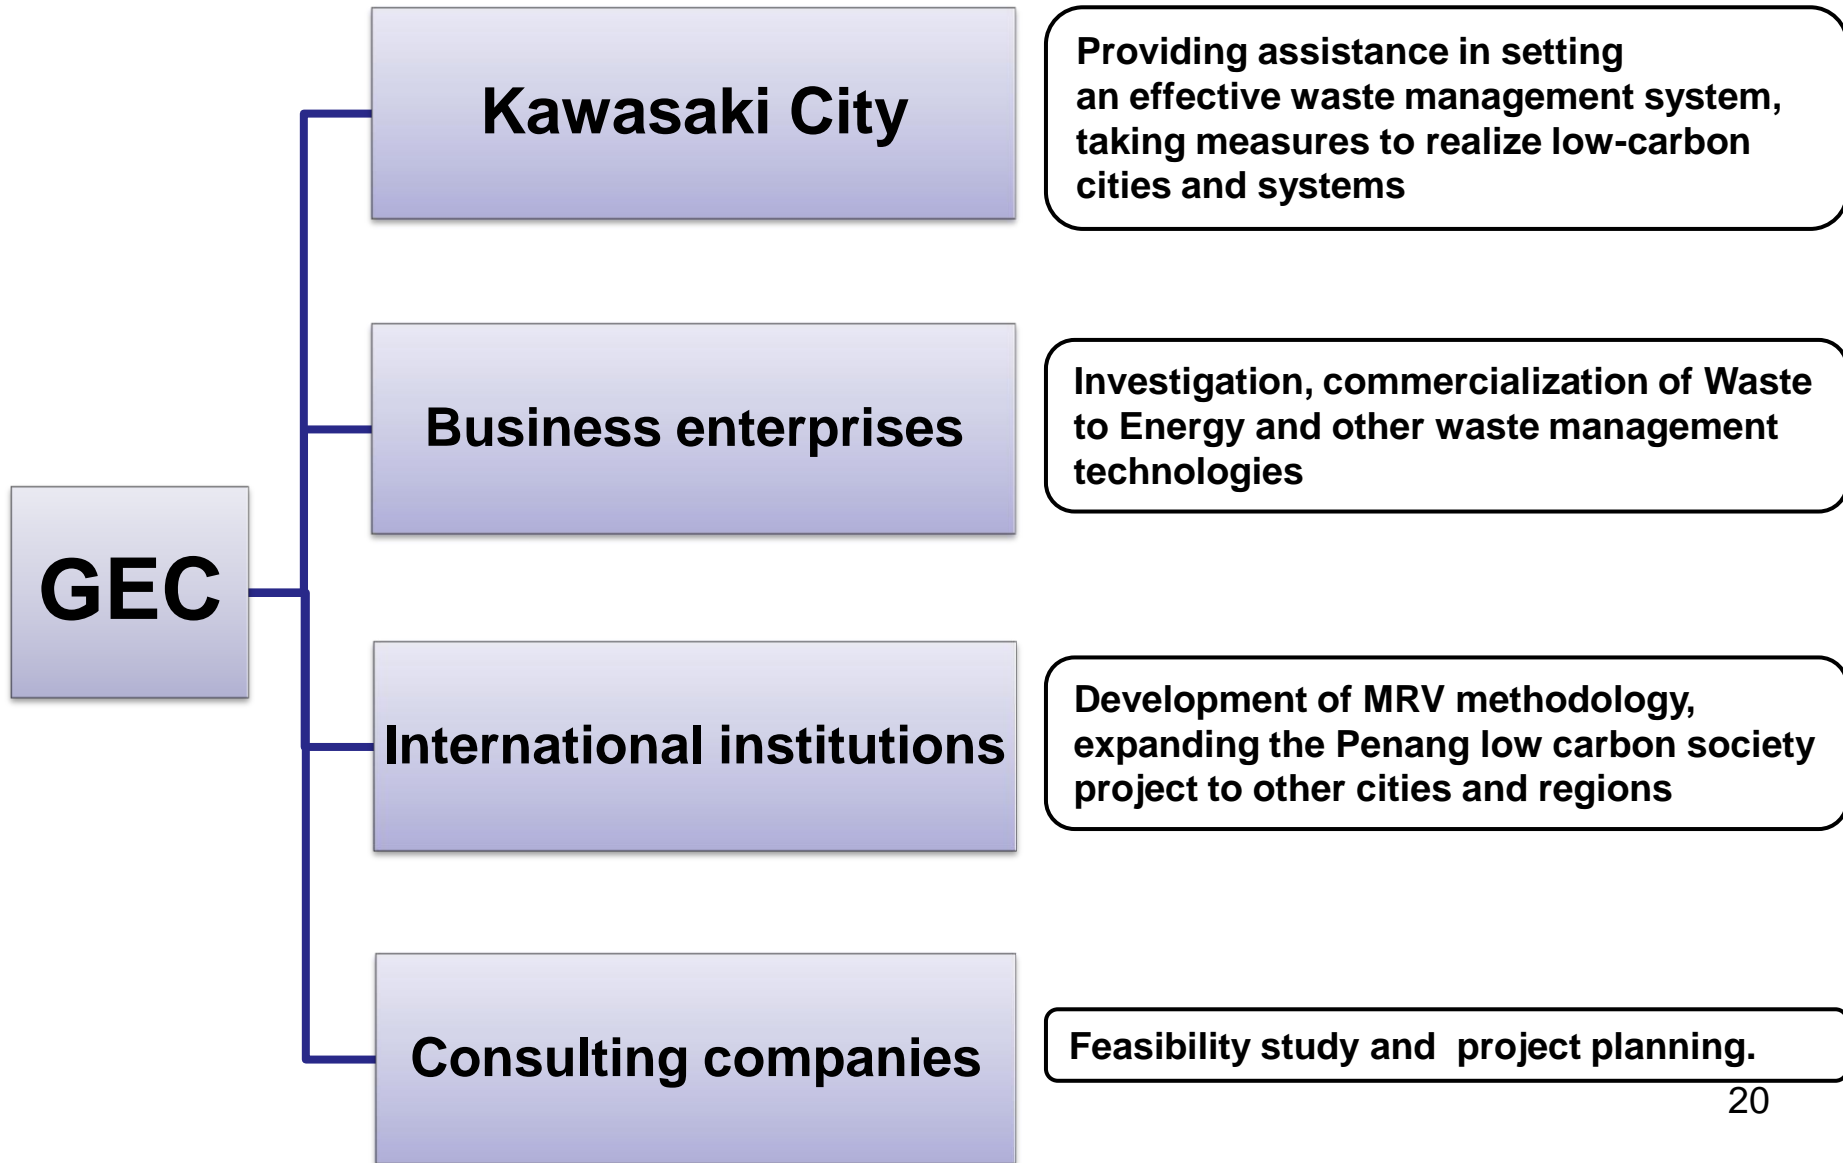 Kawasaki City
Providing assistance in setting
an effective waste management system,
taking measures to realize low-carbon
cities and systems
Business enterprises
Investigation, commercialization of Waste
to Energy and other waste management
technologies
GEC
International institutions
Development of MRV methodology,
expanding the Penang low carbon society
project to other cities and regions
Consulting companies
Feasibility study and  project planning.
20